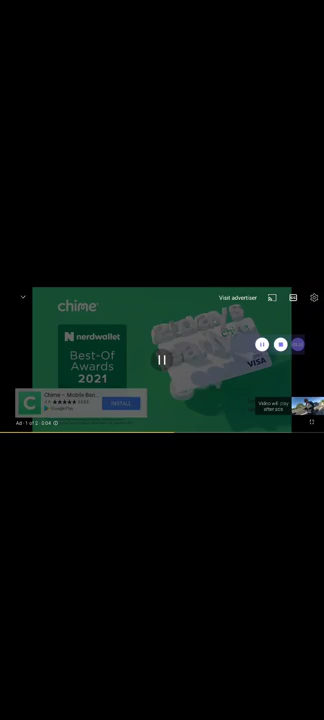 Visit advertiser
chime
nerdwallet
Best-Of
Awards
2021
VISA
Chime – Mobile Ban...
Google Play
INSTALL
Video will play
after ads
Ad · 1 of 2 · 0:04